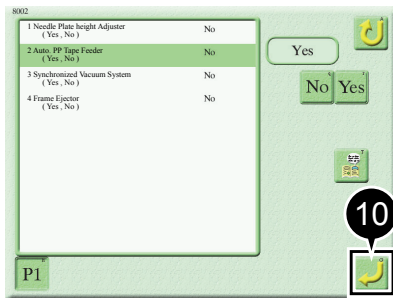 8002
1 Needle Plate height Adjuster No
( Yes , No )
2 Auto. PP Tape Feeder No
( Yes , No )
3 Synchronized Vacuum System No
( Yes , No )
4 Frame Ejector No
( Yes , No )
Yes
No Yes
10
P1